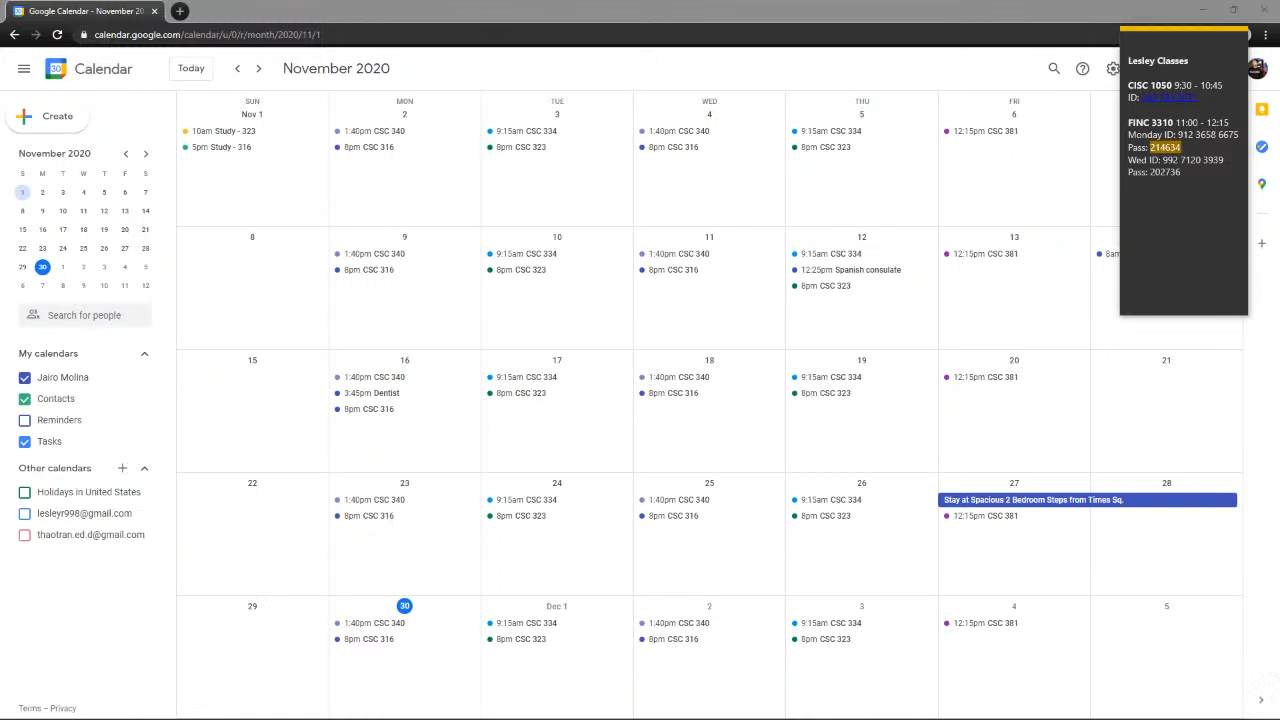 Google Calendar - November 20
calendar.google.com/calendar/u/0/r/month/2020/11/1
Calendar
Today
November 2020
Create
November 2020
S M T W T F S
1 2 3 4 5 6 7
8 9 10 11 12 13 14
15 16 17 18 19 20 21
22 23 24 25 26 27 28
29 30 1 2 3 4 5
6 7 8 9 10 11 12
Search for people
My calendars
Jairo Molina
Contacts
Reminders
Tasks
Other calendars
Holidays in United States
lesleyr998@gmail.com
thaotran.ed.d@gmail.com
Terms – Privacy
SUN MON TUE WED THU FRI
Nov 1 2 3 4 5 6
10am Study - 323 1:40pm CSC 340 9:15am CSC 334 1:40pm CSC 340 9:15am CSC 334 12:15pm CSC 381
5pm Study - 316 8pm CSC 316 8pm CSC 323 8pm CSC 316 8pm CSC 323
8 9 10 11 12 13
1:40pm CSC 340 9:15am CSC 334 1:40pm CSC 340 9:15am CSC 334 12:15pm CSC 381 8am
8pm CSC 316 8pm CSC 323 8pm CSC 316 12:25pm Spanish consulate
8pm CSC 323
15 16 17 18 19 20 21
1:40pm CSC 340 9:15am CSC 334 1:40pm CSC 340 9:15am CSC 334 12:15pm CSC 381
3:45pm Dentist 8pm CSC 323 8pm CSC 316 8pm CSC 323
8pm CSC 316
22 23 24 25 26 27 28
1:40pm CSC 340 9:15am CSC 334 1:40pm CSC 340 9:15am CSC 334 Stay at Spacious 2 Bedroom Steps from Times Sq.
8pm CSC 316 8pm CSC 323 8pm CSC 316 8pm CSC 323 12:15pm CSC 381
29 30 Dec 1 2 3 4 5
1:40pm CSC 340 9:15am CSC 334 1:40pm CSC 340 9:15am CSC 334 12:15pm CSC 381
8pm CSC 316 8pm CSC 323 8pm CSC 316 8pm CSC 323
Lesley Classes
CISC 1050 9:30 - 10:45
ID:
FINC 3310 11:00 - 12:15
Monday ID: 912 3658 6675
Pass: 214634
Wed ID: 992 7120 3939
Pass: 202736